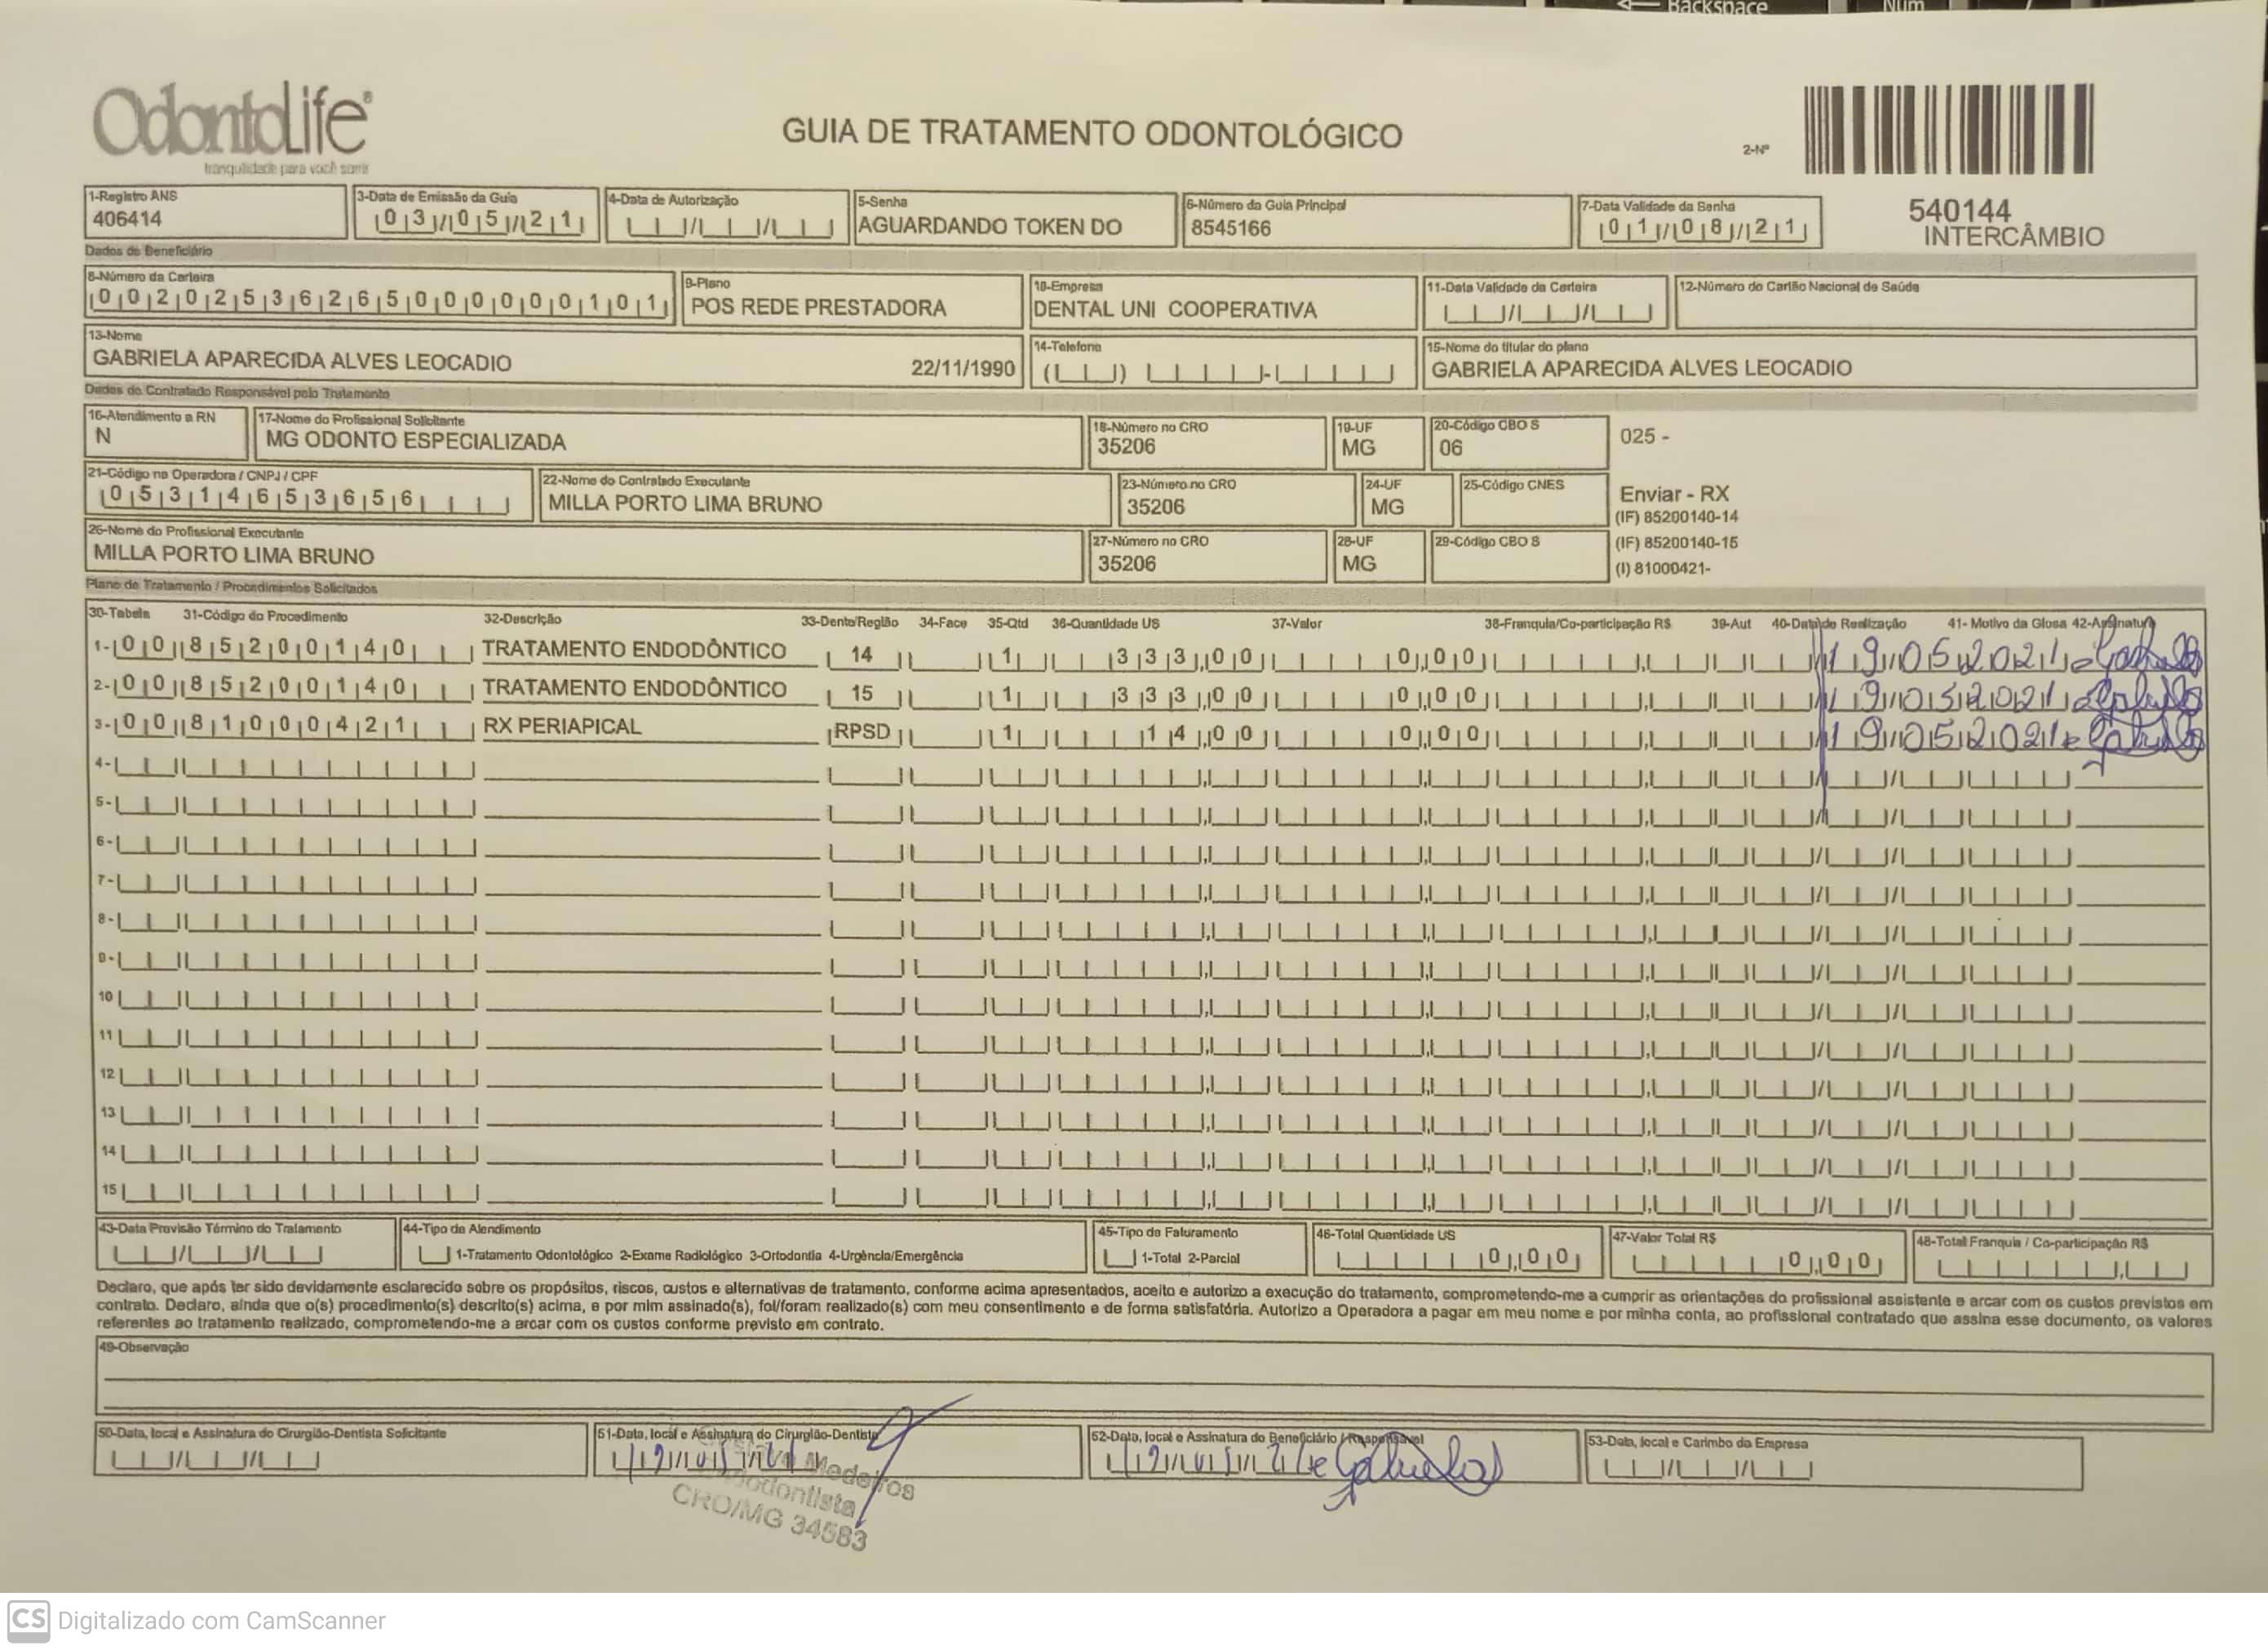 Backspace
Num
OdontoLife
tranquilidade para você sorrir
GUIA DE TRATAMENTO ODONTOLÓGICO
2-Nº
540144
INTERCÂMBIO
1-Registro ANS
406414
3-Data de Emissão da Guia
03/05/21
4-Data de Autorização
5-Senha
AGUARDANDO TOKEN DO
6-Número da Guia Principal
8545166
7-Data Validade da Senha
01/08/21
Dados do Beneficiário
8-Número da Carteira
00202536265000000101
9-Plano
POS REDE PRESTADORA
10-Empresa
DENTAL UNI COOPERATIVA
11-Data Validade da Carteira
12-Número do Cartão Nacional de Saúde
13-Nome
GABRIELA APARECIDA ALVES LEOCADIO 22/11/1990
14-Telefone
15-Nome do titular do plano
GABRIELA APARECIDA ALVES LEOCADIO
Dados do Contratado Responsável pelo Tratamento
16-Atendimento a RN
N
17-Nome do Profissional Solicitante
MG ODONTO ESPECIALIZADA
18-Número no CRO
35206
19-UF
MG
20-Código CBO S
06
025 -
21-Código na Operadora / CNPJ / CPF
05314653656
22-Nome do Contratado Executante
MILLA PORTO LIMA BRUNO
23-Número no CRO
35206
24-UF
MG
25-Código CNES
Enviar - RX
(IF) 85200140-14
(IF) 85200140-15
(I) 81000421-
26-Nome do Profissional Executante
MILLA PORTO LIMA BRUNO
27-Número no CRO
35206
28-UF
MG
29-Código CBO S
Plano de Tratamento / Procedimentos Solicitados
30-Tabela 31-Código do Procedimento 32-Descrição 33-Dente/Região 34-Face 35-Qtd 36-Quantidade US 37-Valor 38-Franquia/Co-participação R$ 39-Aut 40-Data de Realização 41- Motivo da Glosa 42-Assinatura
1- 00 85200140 TRATAMENTO ENDODÔNTICO 14 1 333,00 0,00 19/05/2021
2- 00 85200140 TRATAMENTO ENDODÔNTICO 15 1 333,00 0,00 19/05/2021
3- 00 81000421 RX PERIAPICAL RPSD 1 14,00 0,00 19/05/2021
4-
5-
6-
7-
8-
9-
10
11
12
13
14
15
43-Data Previsão Término do Tratamento
44-Tipo de Atendimento
1-Tratamento Odontológico 2-Exame Radiológico 3-Ortodontia 4-Urgência/Emergência
45-Tipo de Faturamento
1-Total 2-Parcial
46-Total Quantidade US
0,00
47-Valor Total R$
0,00
48-Total Franquia / Co-participação R$
Declaro, que após ter sido devidamente esclarecido sobre os propósitos, riscos, custos e alternativas de tratamento, conforme acima apresentados, aceito e autorizo a execução do tratamento, comprometendo-me a cumprir as orientações do profissional assistente e arcar com os custos previstos em
contrato. Declaro, ainda que o(s) procedimento(s) descrito(s) acima, e por mim assinado(s), foi/foram realizado(s) com meu consentimento e de forma satisfatória. Autorizo a Operadora a pagar em meu nome e por minha conta, ao profissional contratado que assina esse documento, os valores
referentes ao tratamento realizado, comprometendo-me a arcar com os custos conforme previsto em contrato.
49-Observação
50-Data, local e Assinatura do Cirurgião-Dentista Solicitante
51-Data, local e Assinatura do Cirurgião-Dentista
Medeiros
CRO/MG 34583
52-Data, local e Assinatura do Beneficiário / Responsável
53-Data, local e Carimbo da Empresa
CS Digitalizado com CamScanner